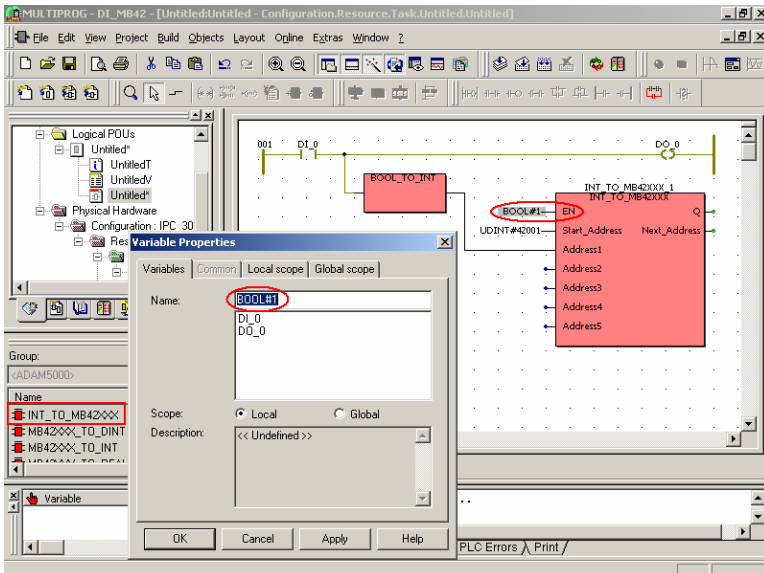 MULTIPROG - DI_MB42 - [Untitled:Untitled - Configuration.Resource.Task.Untitled.Untitled]
File Edit View Project Build Objects Layout Online Extras Window ?
Logical POUs
Untitled*
UntitledT
UntitledV
Untitled*
Physical Hardware
Configuration : IPC_30
Res
001 DI_0 DO_0
BOOL_TO_INT
INT_TO_MB42XXX_1
INT_TO_MB42XXX
BOOL#1 EN Q
UDINT#42001 Start_Address Next_Address
Address1
Address2
Address3
Address4
Address5
Variable Properties
Variables Common Local scope Global scope
Name: BOOL#1
DI_0
DO_0
Scope: Local Global
Description: << Undefined >>
OK Cancel Apply Help
Group:
<ADAM5000>
Name
INT_TO_MB42XXX
MB42XXX_TO_DINT
MB42XXX_TO_INT
Variable
PLC Errors Print